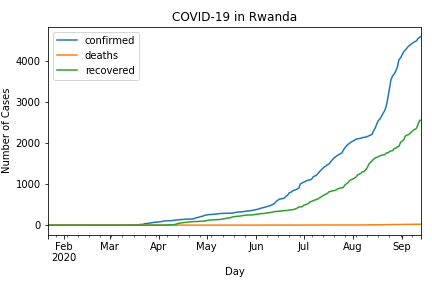 COVID-19 in Rwanda
confirmed
deaths
recovered
Number of Cases
4000
3000
2000
1000
0
Feb Mar Apr May Jun Jul Aug Sep
2020
Day